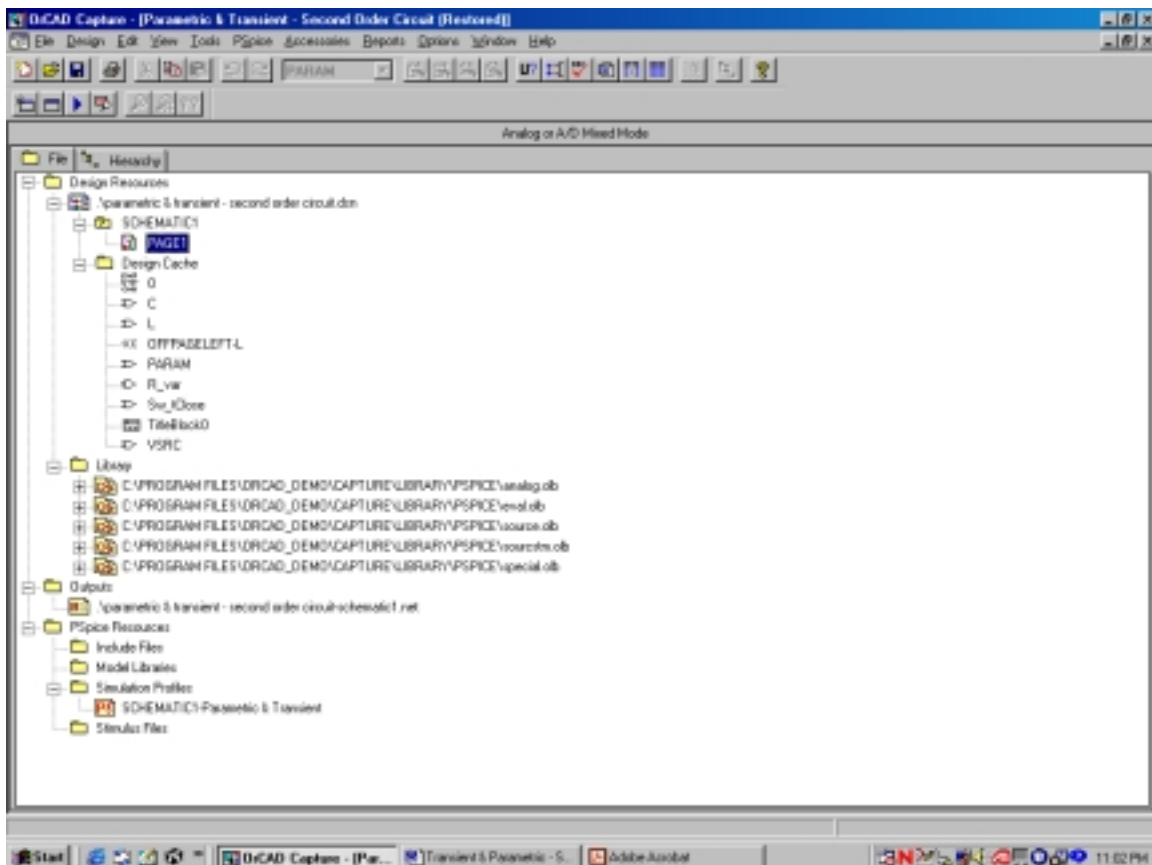 OrCAD Capture - [Parametric & Transient - Second Order Circuit (Restored)]
File Design Edit View Tools PSpice Accessories Reports Options Window Help
PARAM
U?
Analog or A/D Mixed Mode
File Hierarchy
Design Resources
.\parametric & transient - second order circuit.dsn
SCHEMATIC1
PAGE1
Design Cache
0
C
L
OFFPAGELEFT-L
PARAM
R_var
Sw_tClose
TitleBlock0
VSRC
Library
C:\PROGRAM FILES\ORCAD_DEMO\CAPTURE\LIBRARY\PSPICE\analog.olb
C:\PROGRAM FILES\ORCAD_DEMO\CAPTURE\LIBRARY\PSPICE\eval.olb
C:\PROGRAM FILES\ORCAD_DEMO\CAPTURE\LIBRARY\PSPICE\source.olb
C:\PROGRAM FILES\ORCAD_DEMO\CAPTURE\LIBRARY\PSPICE\sourcstm.olb
C:\PROGRAM FILES\ORCAD_DEMO\CAPTURE\LIBRARY\PSPICE\special.olb
Outputs
.\parametric & transient - second order circuit-schematic1.net
PSpice Resources
Include Files
Model Libraries
Simulation Profiles
SCHEMATIC1-Parametric & Transient
Stimulus Files
Start OrCAD Capture - [Par... Transient & Parametric - S... Adobe Acrobat 11:02 PM